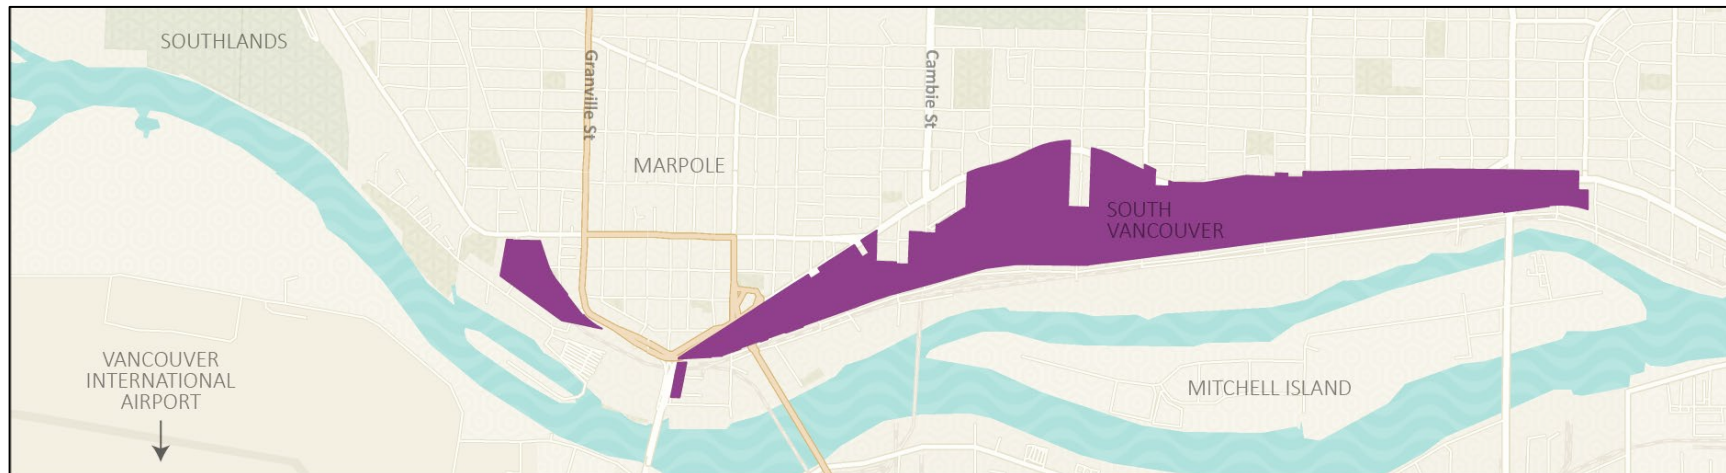 SOUTHLANDS
Granville St
Cambie St
MARPOLE
SOUTH
VANCOUVER
VANCOUVER
INTERNATIONAL
AIRPORT
MITCHELL ISLAND